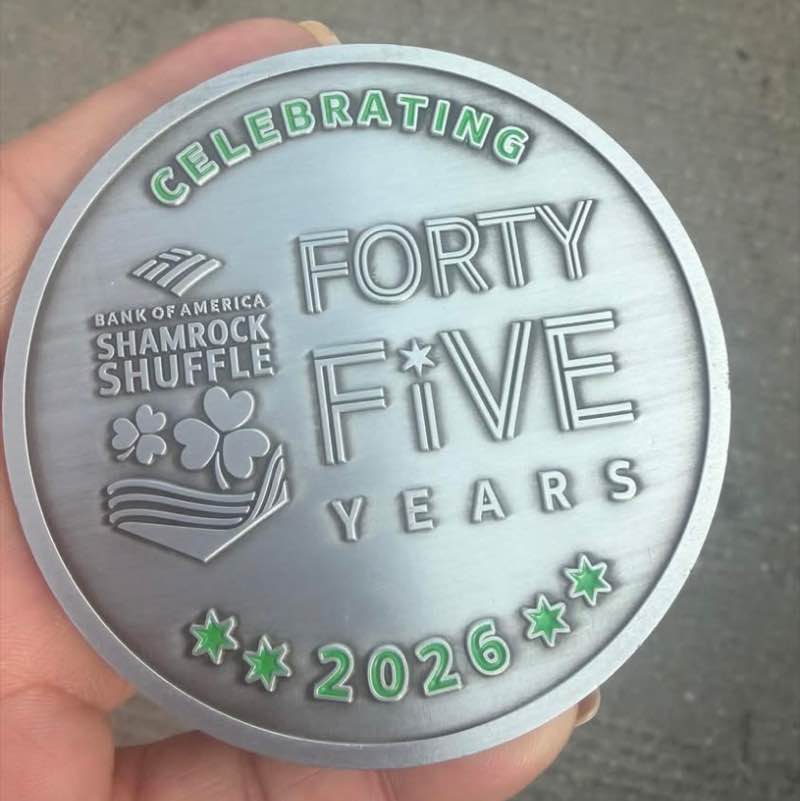 CELEBRATING
BANK OF AMERICA
SHAMROCK
SHUFFLE
FORTY
FiVE
YEARS
2026